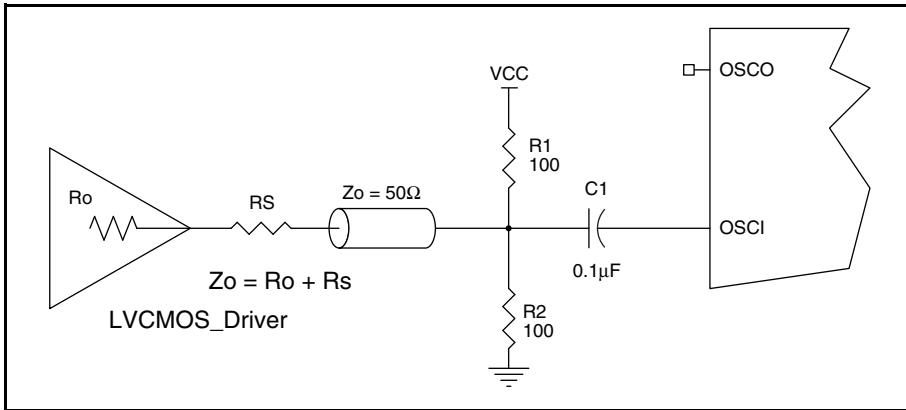 VCC
OSCO
R1
100
C1
Ro
RS
Zo = 50Ω
OSCI
0.1µF
Zo = Ro + Rs
LVCMOS_Driver
R2
100